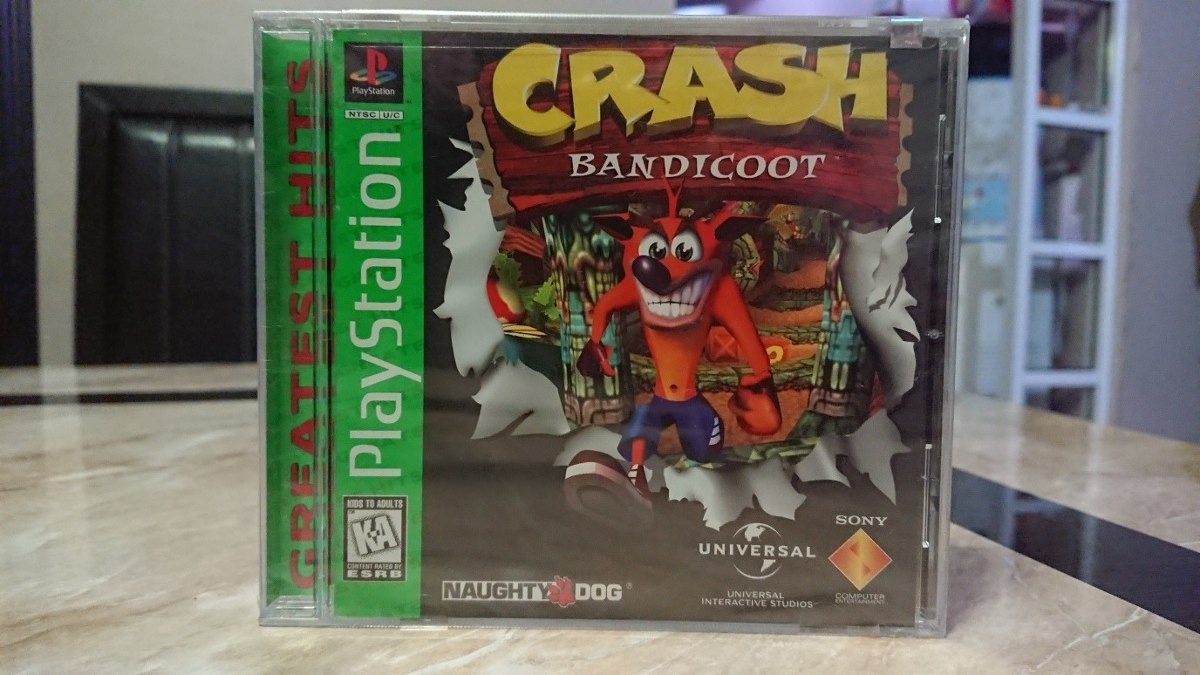 GREATEST HITS
PlayStation
NTSC U/C
PlayStation
KIDS TO ADULTS
K-A
CONTENT RATED BY
ESRB
CRASH
BANDICOOT
NAUGHTY DOG®
UNIVERSAL
UNIVERSAL
INTERACTIVE STUDIOS
SONY
COMPUTER
ENTERTAINMENT